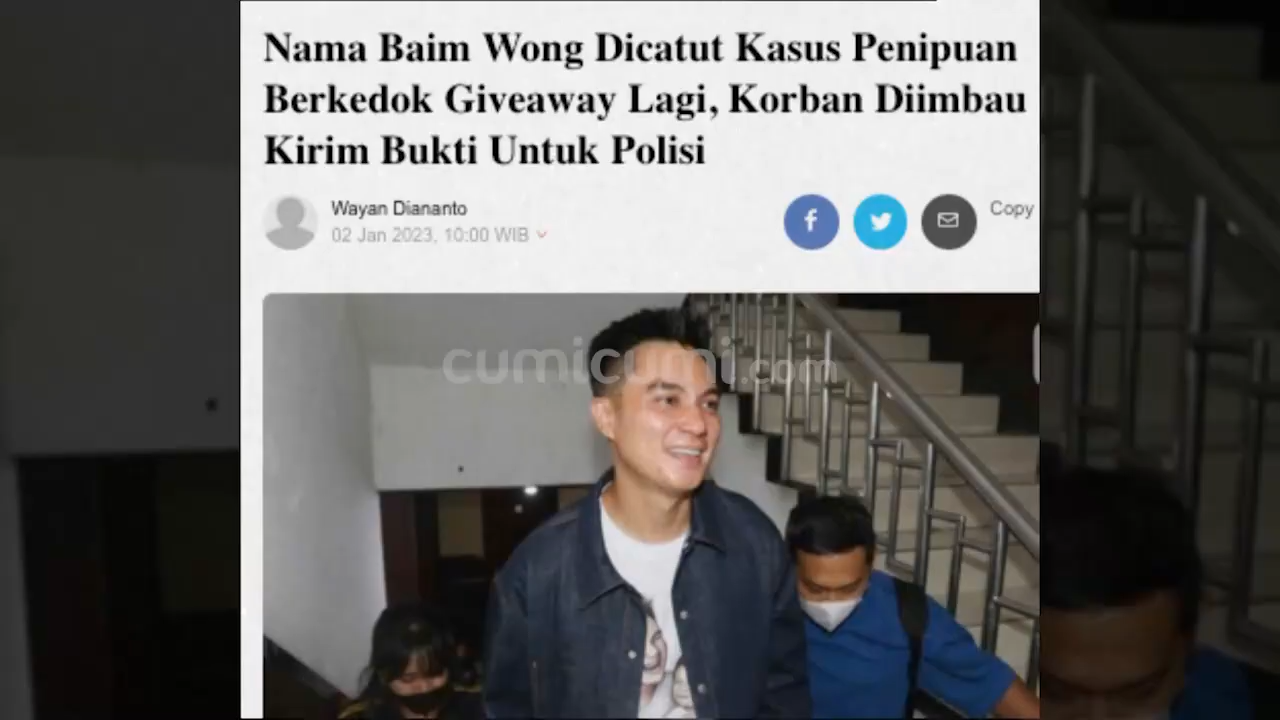 Nama Baim Wong Dicatut Kasus Penipuan
Berkedok Giveaway Lagi, Korban Diimbau
Kirim Bukti Untuk Polisi
Wayan Diananto
02 Jan 2023, 10:00 WIB
Copy
cumicumi.com